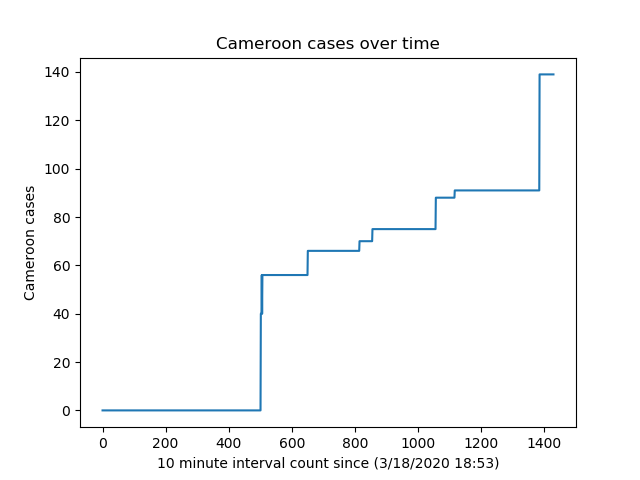 Cameroon cases over time
140
120
100
80
60
40
20
0
Cameroon cases
0 200 400 600 800 1000 1200 1400
10 minute interval count since (3/18/2020 18:53)